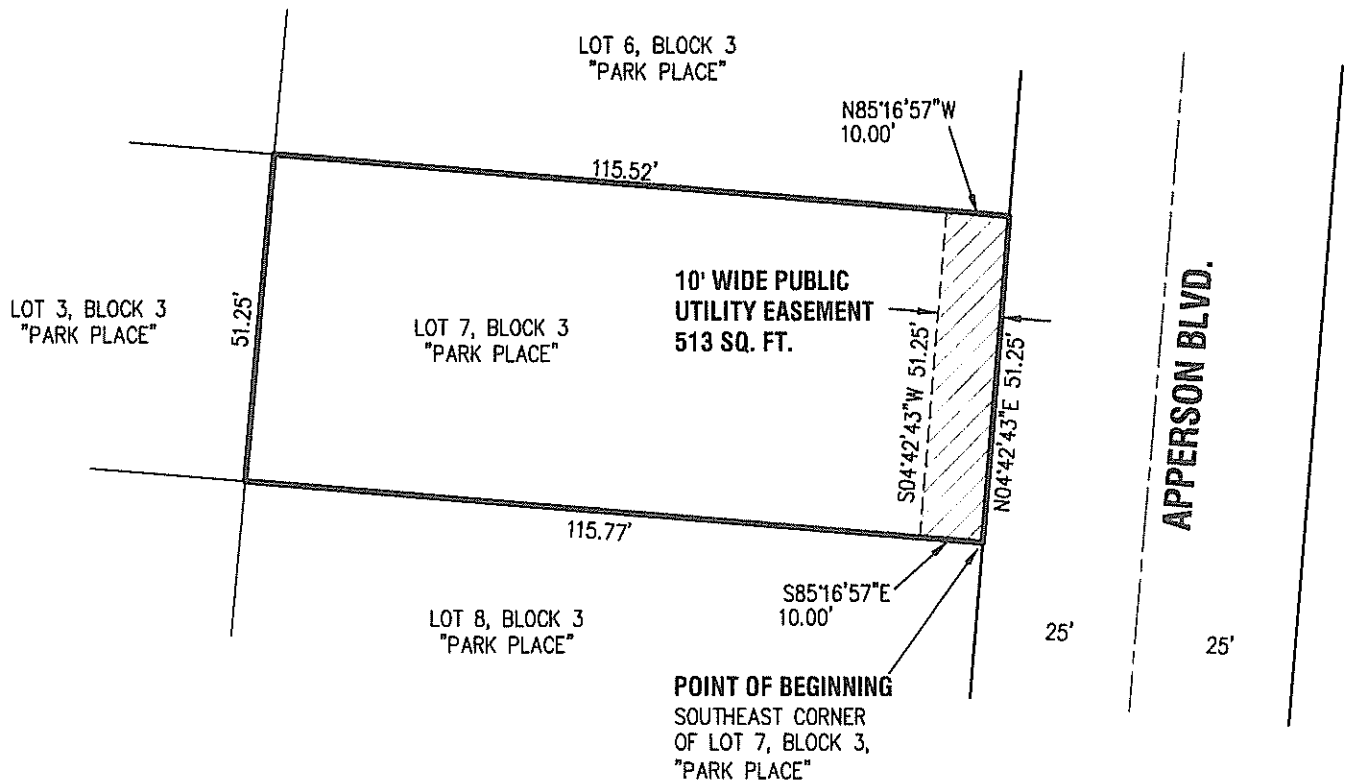 LOT 6, BLOCK 3
"PARK PLACE"
N85°16'57"W
10.00'
115.52'
10' WIDE PUBLIC
UTILITY EASEMENT
513 SQ. FT.
LOT 3, BLOCK 3
"PARK PLACE"
51.25'
LOT 7, BLOCK 3
"PARK PLACE"
S04°42'43"W 51.25'
N04°42'43"E 51.25'
APPERSON BLVD.
115.77'
S85°16'57"E
10.00'
LOT 8, BLOCK 3
"PARK PLACE"
25'
25'
POINT OF BEGINNING
SOUTHEAST CORNER
OF LOT 7, BLOCK 3,
"PARK PLACE"